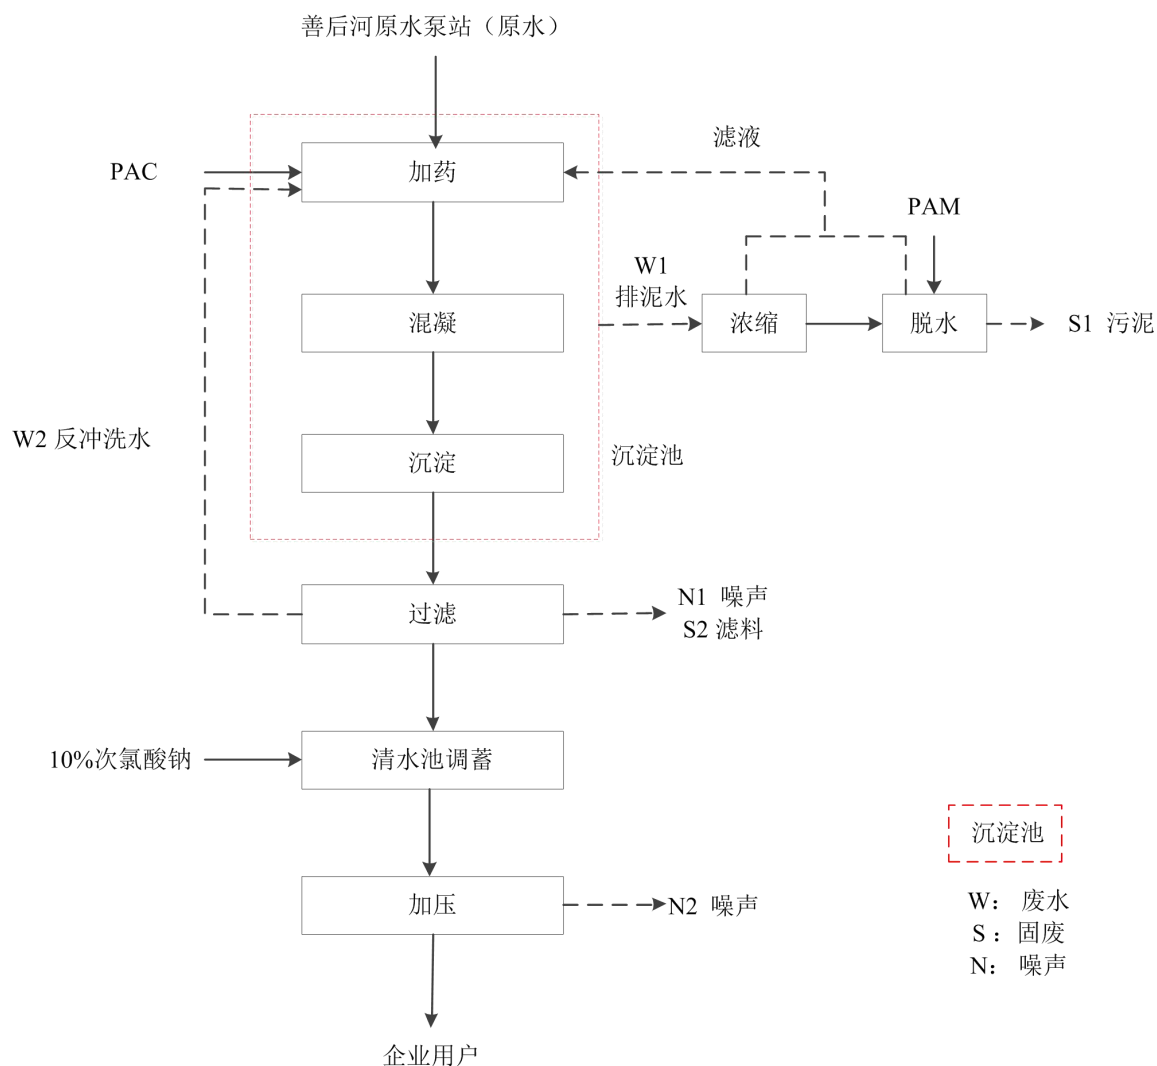 善后河原水泵站（原水）
滤液
PAC
加药
PAM
W1
排泥水
混凝
浓缩
脱水
S1 污泥
W2 反冲洗水
沉淀
沉淀池
过滤
N1 噪声
S2 滤料
10%次氯酸钠
清水池调蓄
沉淀池
加压
N2 噪声
W： 废水
S ：固废
N： 噪声
企业用户